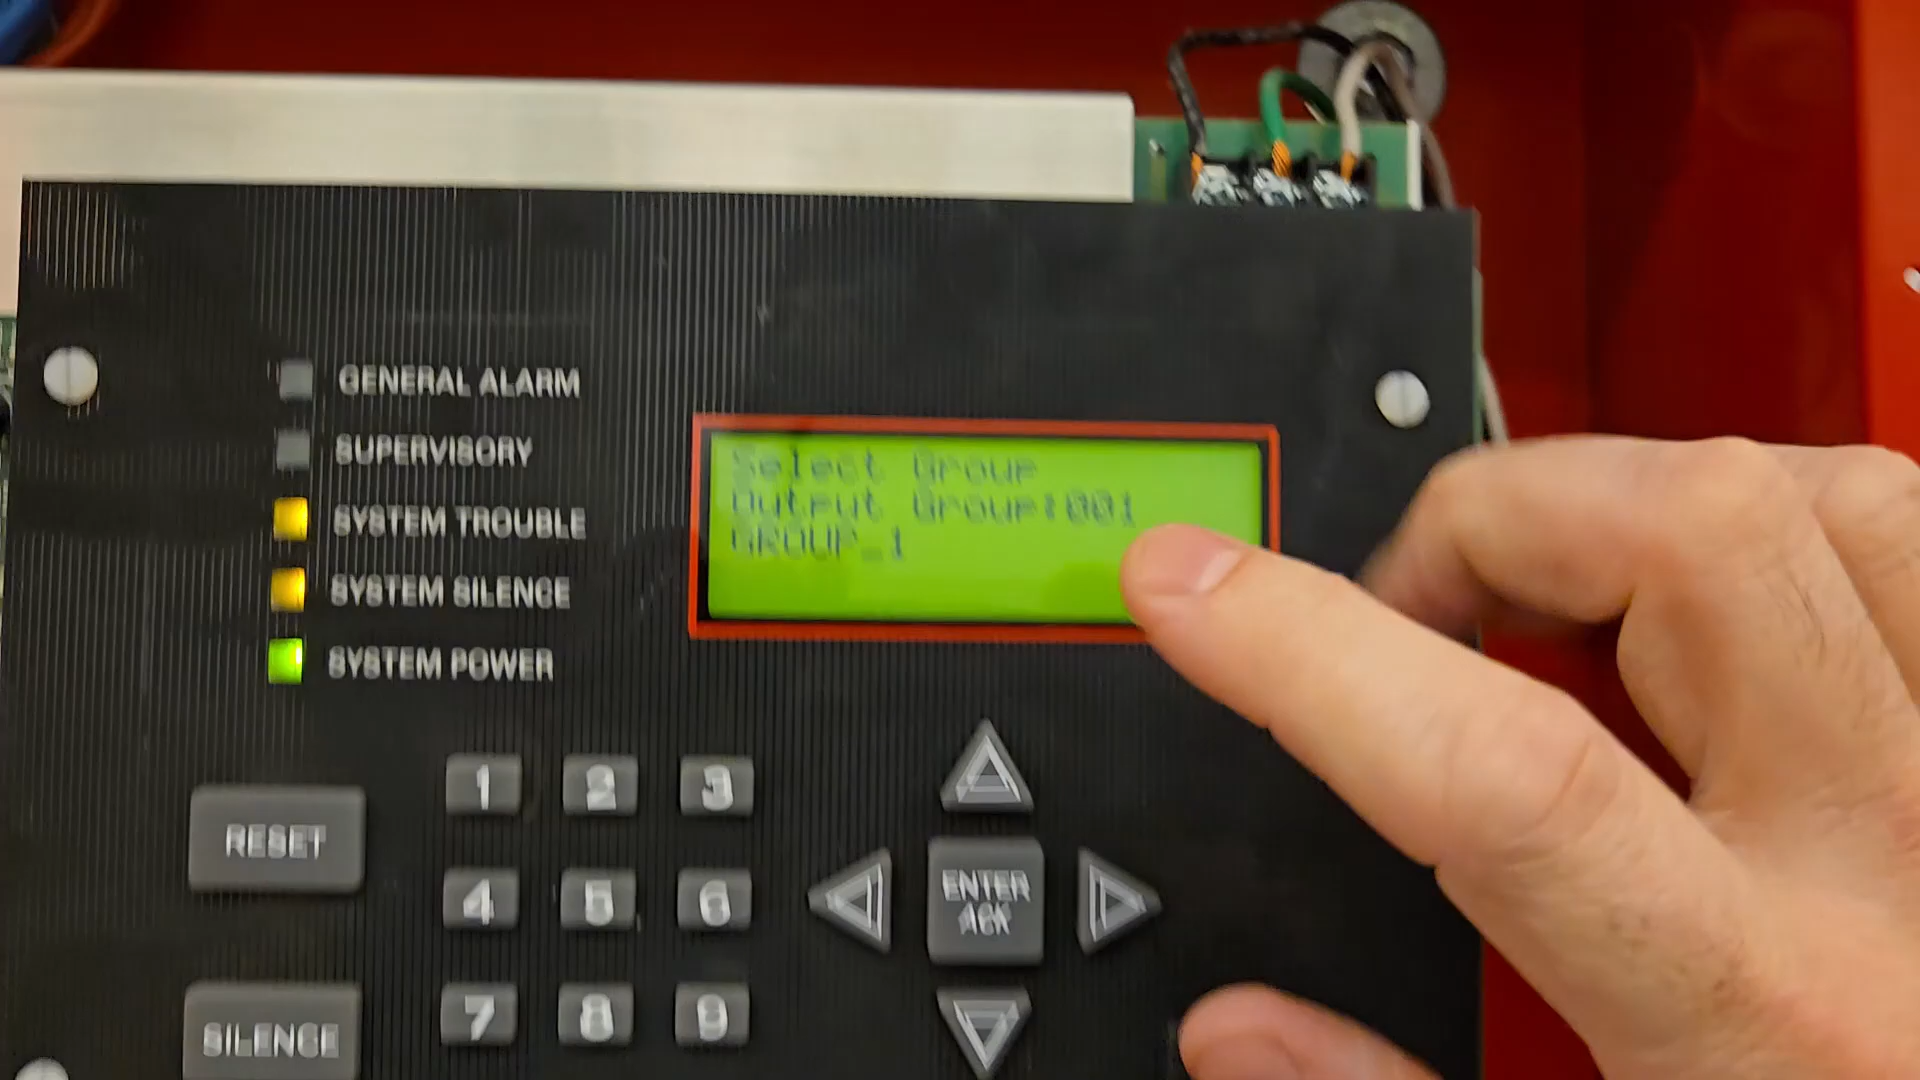 GENERAL ALARM
SUPERVISORY
SYSTEM TROUBLE
SYSTEM SILENCE
SYSTEM POWER
Select Group
Output Group:001
GROUP_1
RESET
SILENCE
1 2 3
4 5 6
7 8 9
ENTER
ACK